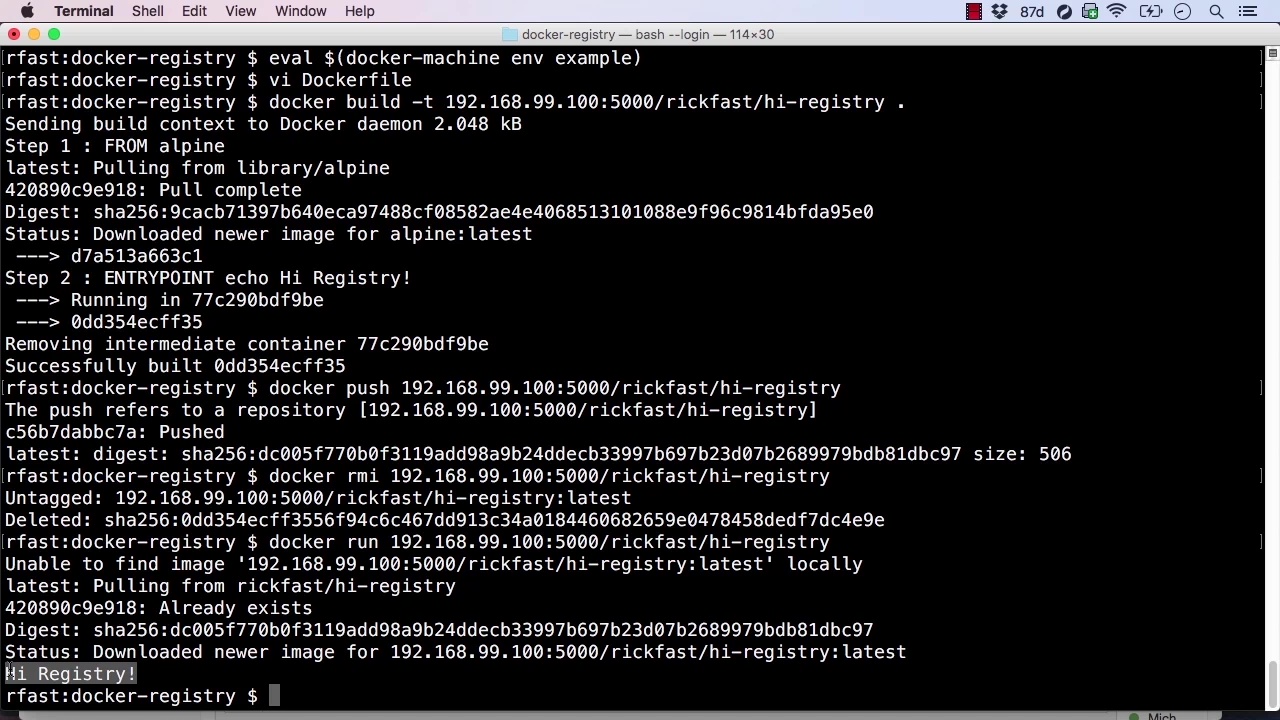 Terminal Shell Edit View Window Help 87d
docker-registry — bash --login — 114×30
rfast:docker-registry $ eval $(docker-machine env example)
rfast:docker-registry $ vi Dockerfile
rfast:docker-registry $ docker build -t 192.168.99.100:5000/rickfast/hi-registry .
Sending build context to Docker daemon 2.048 kB
Step 1 : FROM alpine
latest: Pulling from library/alpine
420890c9e918: Pull complete
Digest: sha256:9cacb71397b640eca97488cf08582ae4e4068513101088e9f96c9814bfda95e0
Status: Downloaded newer image for alpine:latest
 ---> d7a513a663c1
Step 2 : ENTRYPOINT echo Hi Registry!
 ---> Running in 77c290bdf9be
 ---> 0dd354ecff35
Removing intermediate container 77c290bdf9be
Successfully built 0dd354ecff35
rfast:docker-registry $ docker push 192.168.99.100:5000/rickfast/hi-registry
The push refers to a repository [192.168.99.100:5000/rickfast/hi-registry]
c56b7dabbc7a: Pushed
latest: digest: sha256:dc005f770b0f3119add98a9b24ddecb33997b697b23d07b2689979bdb81dbc97 size: 506
rfast:docker-registry $ docker rmi 192.168.99.100:5000/rickfast/hi-registry
Untagged: 192.168.99.100:5000/rickfast/hi-registry:latest
Deleted: sha256:0dd354ecff3556f94c6c467dd913c34a0184460682659e0478458dedf7dc4e9e
rfast:docker-registry $ docker run 192.168.99.100:5000/rickfast/hi-registry
Unable to find image '192.168.99.100:5000/rickfast/hi-registry:latest' locally
latest: Pulling from rickfast/hi-registry
420890c9e918: Already exists
Digest: sha256:dc005f770b0f3119add98a9b24ddecb33997b697b23d07b2689979bdb81dbc97
Status: Downloaded newer image for 192.168.99.100:5000/rickfast/hi-registry:latest
Hi Registry!
rfast:docker-registry $